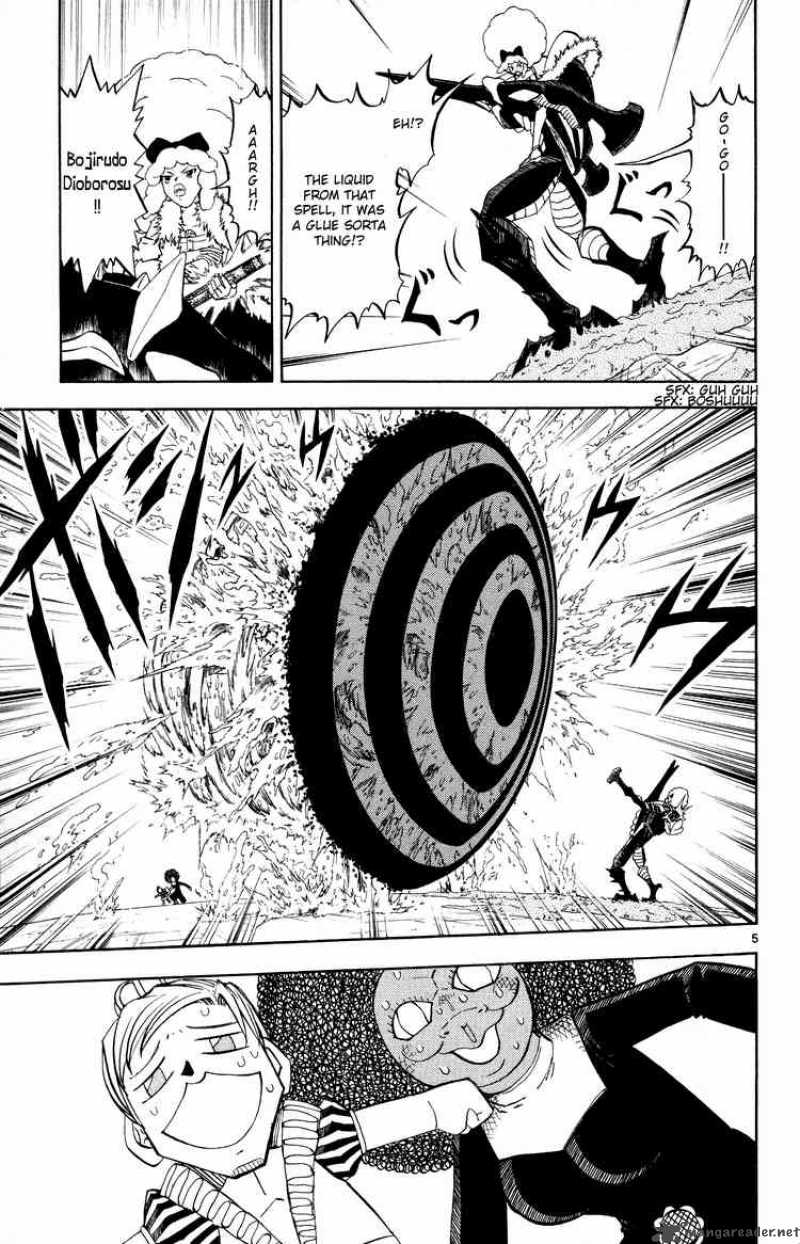 GO-GO—!!
EH!?
THE LIQUID
FROM THAT
SPELL, IT WAS
A GLUE SORTA
THING!?
AAARGH!!
Bojirudo
Dioborosu
!!
SFX: GUH GUH
SFX: BOSHUUUU
5
mangareader.net